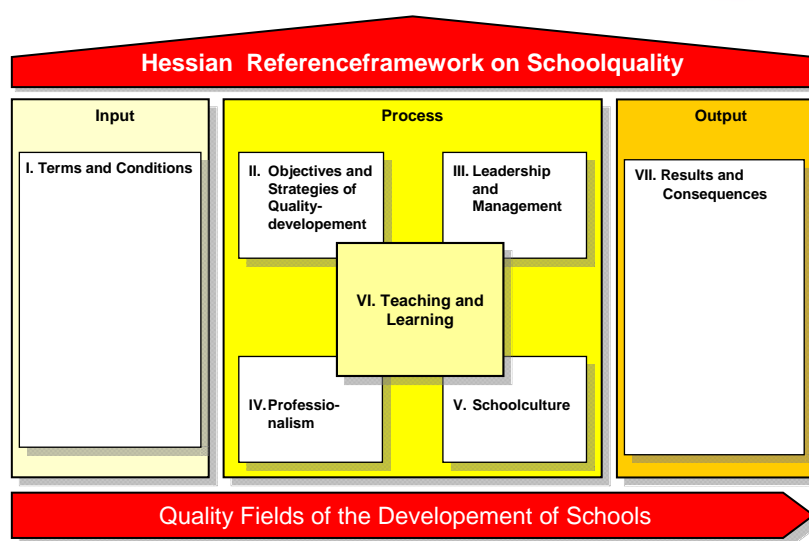 Hessian Referenceframework on Schoolquality
Input
I. Terms and Conditions
Process
II. Objectives and
Strategies of
Quality-
developement
III. Leadership
and
Management
VI. Teaching and
Learning
IV. Professio-
nalism
V. Schoolculture
Output
VII. Results and
Consequences
Quality Fields of the Developement of Schools